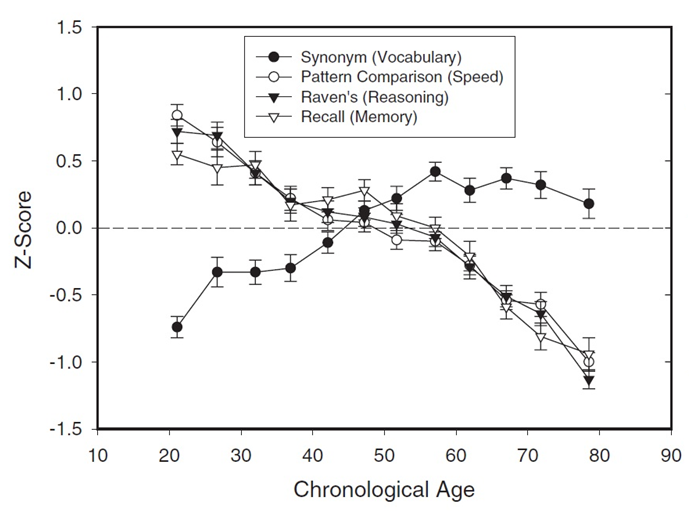 1.5
Synonym (Vocabulary)
Pattern Comparison (Speed)
Raven's (Reasoning)
Recall (Memory)
1.0
0.5
0.0
-0.5
-1.0
-1.5
Z-Score
10 20 30 40 50 60 70 80 90
Chronological Age